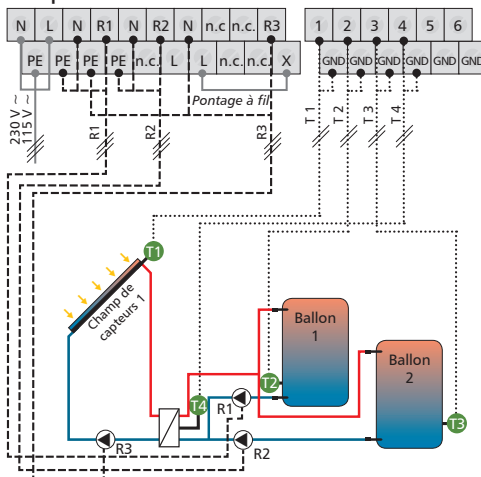 N L N R1 N R2 N n.c. n.c. R3 1 2 3 4 5 6
PE PE PE PE n.c. L L n.c. n.c. X GND GND GND GND GND GND
Pontage à fil
230 V ~
115 V ~
R1
R2
R3
T 1
T 2
T 3
T 4
T1
Champ de
capteurs 1
Ballon
1
Ballon
2
T2
T4
T3
R1
R3
R2